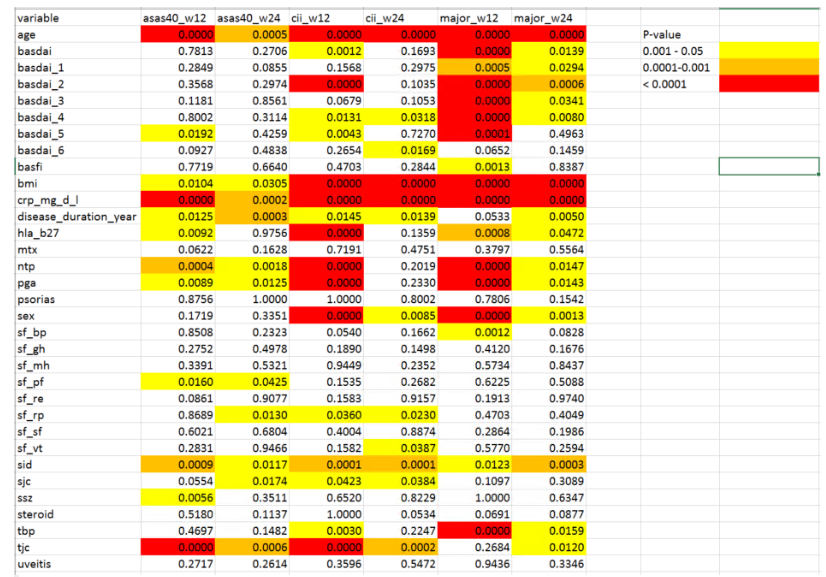 variable asas40_w12 asas40_w24 cii_w12 cii_w24 major_w12 major_w24
age 0.0000 0.0005 0.0000 0.0000 0.0000 0.0000 P-value
basdai 0.7813 0.2706 0.0012 0.1693 0.0000 0.0139 0.001 - 0.05
basdai_1 0.2849 0.0855 0.1568 0.2975 0.0005 0.0294 0.0001-0.001
basdai_2 0.3568 0.2974 0.0000 0.1035 0.0000 0.0006 < 0.0001
basdai_3 0.1181 0.8561 0.0679 0.1053 0.0000 0.0341
basdai_4 0.8002 0.3114 0.0131 0.0318 0.0000 0.0080
basdai_5 0.0192 0.4259 0.0043 0.7270 0.0001 0.4963
basdai_6 0.0927 0.4838 0.2654 0.0169 0.0652 0.1459
basfi 0.7719 0.6640 0.4703 0.2844 0.0013 0.8387
bmi 0.0104 0.0305 0.0000 0.0000 0.0000 0.0000
crp_mg_d_l 0.0000 0.0002 0.0000 0.0000 0.0000 0.0000
disease_duration_year 0.0125 0.0003 0.0145 0.0139 0.0533 0.0050
hla_b27 0.0092 0.9756 0.0000 0.1359 0.0008 0.0472
mtx 0.0622 0.1628 0.7191 0.4751 0.3797 0.5564
ntp 0.0004 0.0018 0.0000 0.2019 0.0000 0.0147
pga 0.0089 0.0125 0.0000 0.2330 0.0000 0.0143
psorias 0.8756 1.0000 1.0000 0.8002 0.7806 0.1542
sex 0.1719 0.3351 0.0000 0.0085 0.0000 0.0013
sf_bp 0.8508 0.2323 0.0540 0.1662 0.0012 0.0828
sf_gh 0.2752 0.4978 0.1890 0.1498 0.4120 0.1676
sf_mh 0.3391 0.5321 0.9449 0.2352 0.5734 0.8437
sf_pf 0.0160 0.0425 0.1535 0.2682 0.6225 0.5088
sf_re 0.0861 0.9077 0.1583 0.9157 0.1913 0.9740
sf_rp 0.8689 0.0130 0.0360 0.0230 0.4703 0.4049
sf_sf 0.6021 0.6804 0.4004 0.8874 0.2864 0.1986
sf_vt 0.2831 0.9466 0.1582 0.0387 0.5770 0.2594
sid 0.0009 0.0117 0.0001 0.0001 0.0123 0.0003
sjc 0.0554 0.0174 0.0423 0.0384 0.1097 0.3089
ssz 0.0056 0.3511 0.6520 0.8229 1.0000 0.6347
steroid 0.5180 0.1137 1.0000 0.0534 0.0691 0.0877
tbp 0.4697 0.1482 0.0030 0.2247 0.0000 0.0159
tjc 0.0000 0.0006 0.0000 0.0002 0.2684 0.0120
uveitis 0.2717 0.2614 0.3596 0.5472 0.9436 0.3346